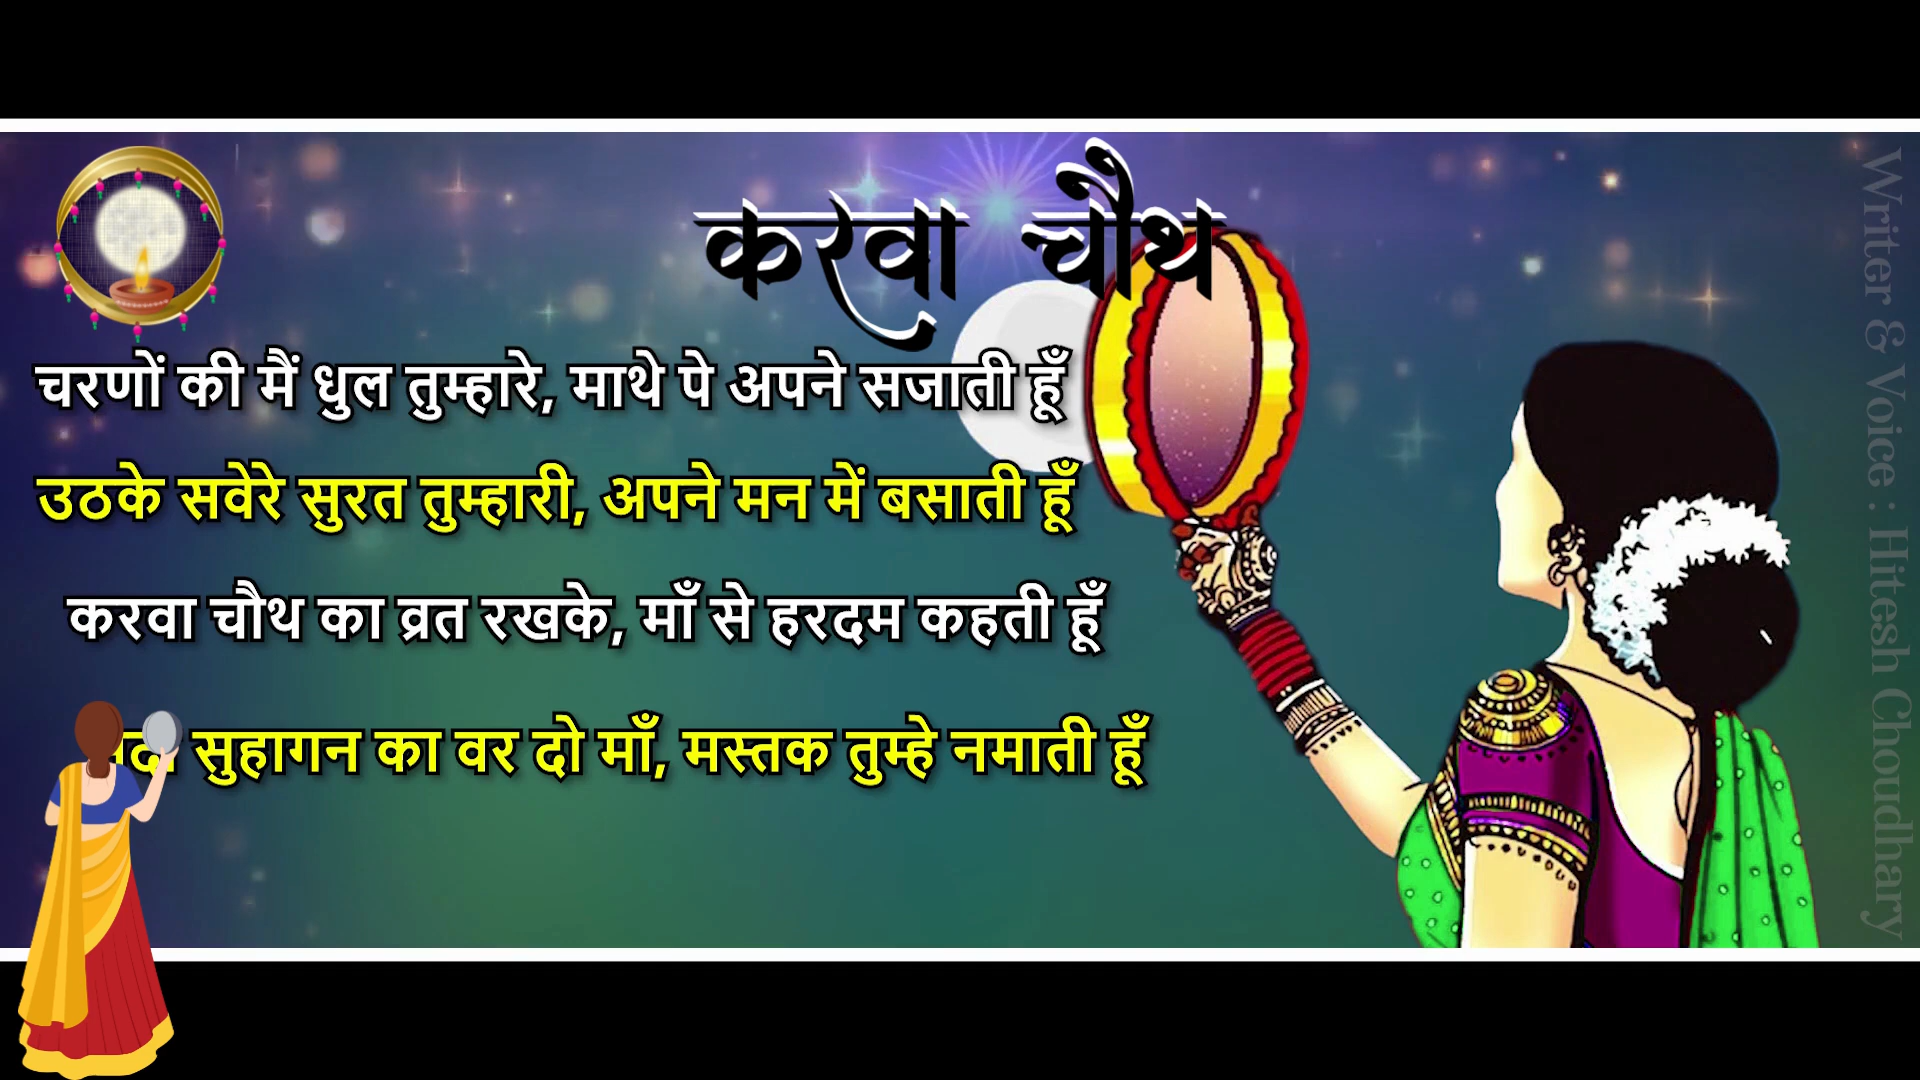 करवा चौथ
चरणों की मैं धुल तुम्हारे, माथे पे अपने सजाती हूँ
उठके सवेरे सुरत तुम्हारी, अपने मन में बसाती हूँ
करवा चौथ का व्रत रखके, माँ से हरदम कहती हूँ
सुहागन का वर दो माँ, मस्तक तुम्हे नमाती हूँ
Writer & Voice : Hitesh Choudhary